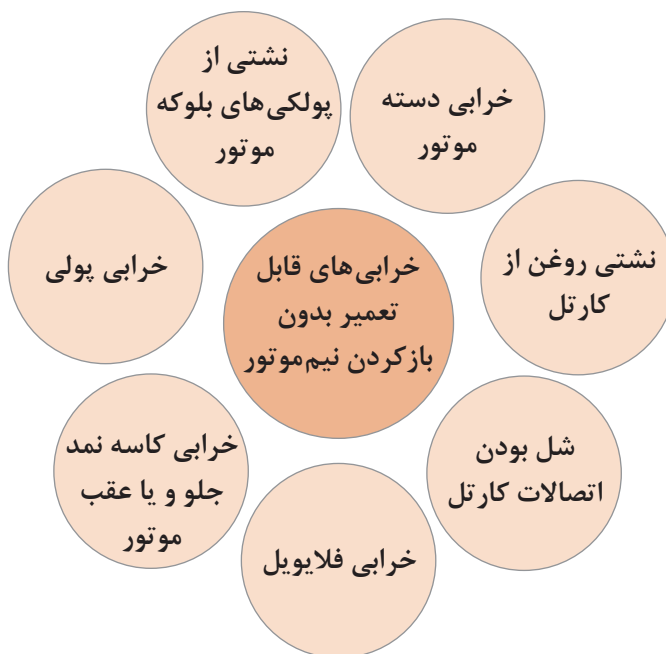 خرابی‌های قابل
تعمیر بدون
بازکردن نیم‌موتور
خرابی دسته
موتور
نشتی روغن از
کارتل
شل بودن
اتصالات کارتل
خرابی فلایویل
خرابی کاسه نمد
جلو و یا عقب
موتور
خرابی پولی
نشتی از
پولکی‌های بلوکه
موتور